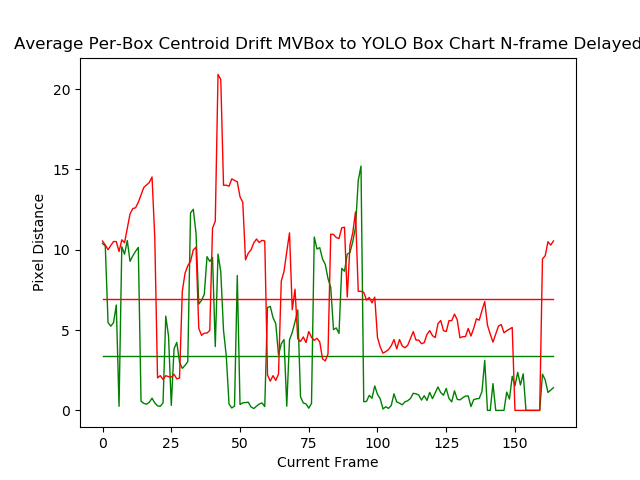 Average Per-Box Centroid Drift MVBox to YOLO Box Chart N-frame Delayed
20
15
10
5
0
Pixel Distance
0 25 50 75 100 125 150
Current Frame